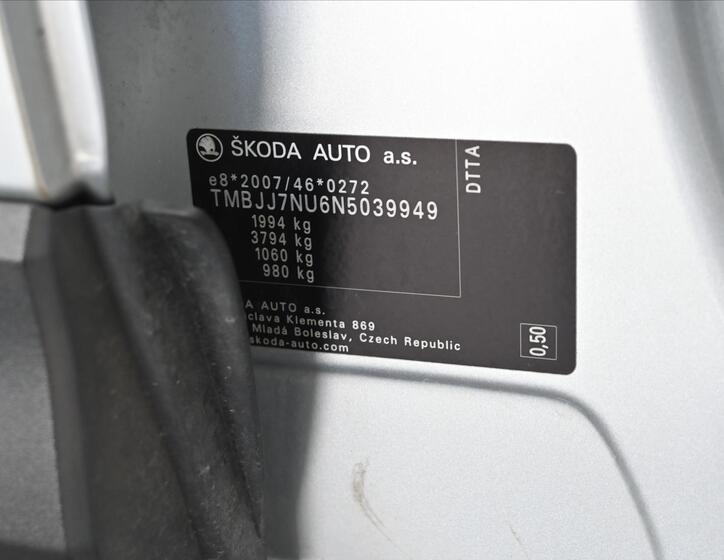 ŠKODA AUTO a.s.
DTTA
e8*2007/46*0272
TMBJJ7NU6N5039949
1994 kg
3794 kg
1060 kg
980 kg
AUTO a.s.
Klementa 869
Mladá Boleslav, Czech Republic
skoda-auto.com
0,50